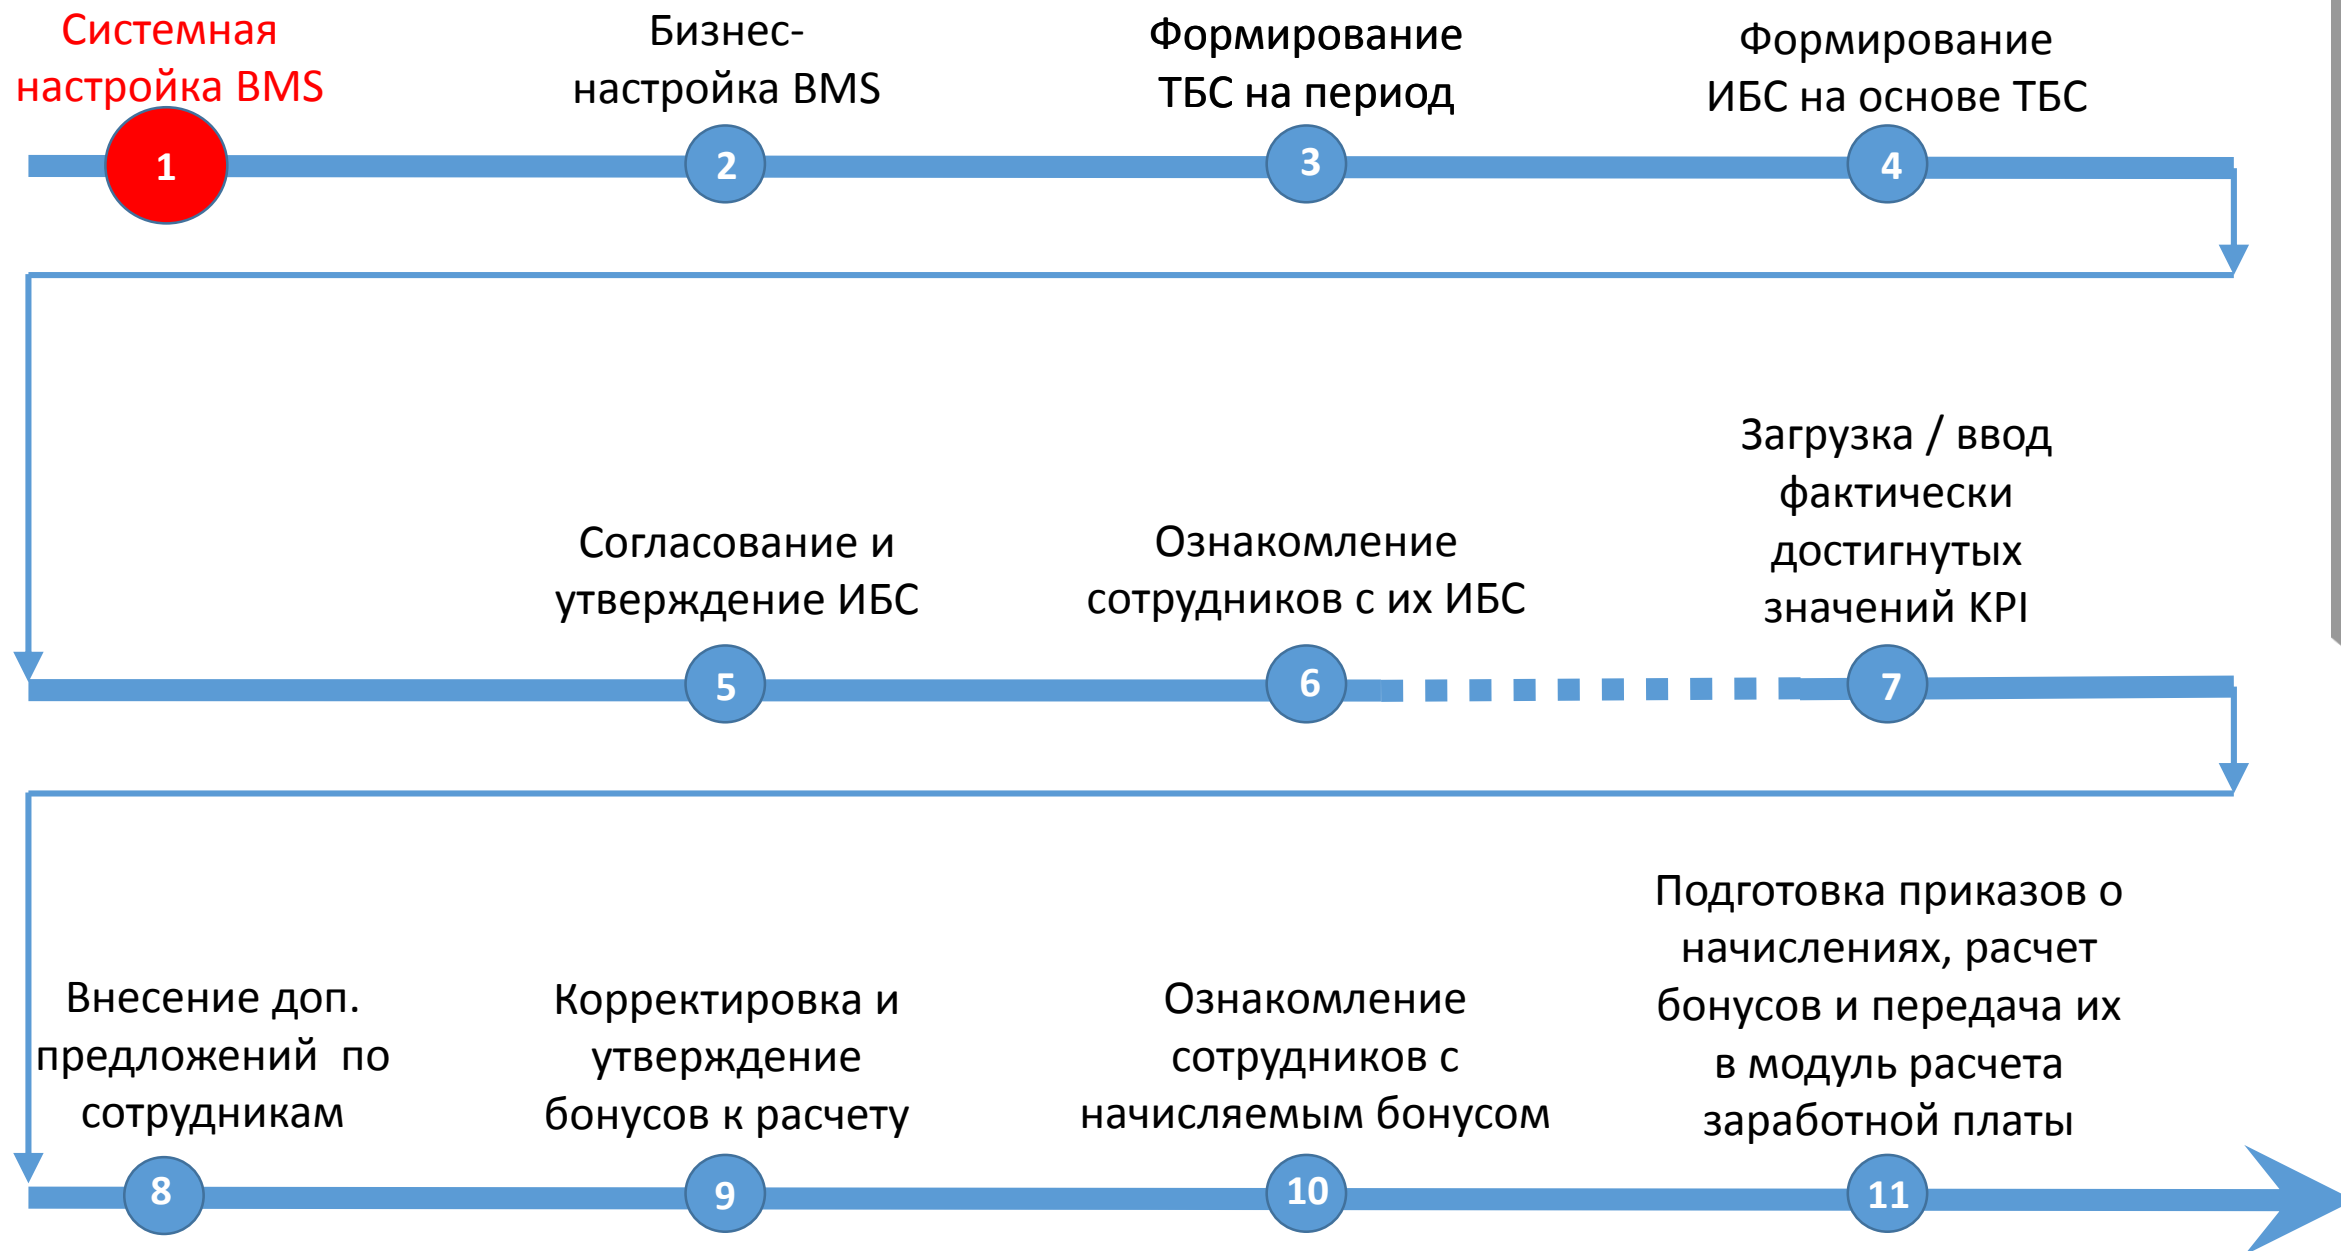 Системная
настройка BMS
Бизнес-
настройка BMS
Формирование
ТБС на период
Формирование
ИБС на основе ТБС
1
2
3
4
Согласование и
утверждение ИБС
Ознакомление
сотрудников с их ИБС
Загрузка / ввод
фактически
достигнутых
значений KPI
5
6
7
Внесение доп.
предложений  по
сотрудникам
Корректировка и
утверждение
бонусов к расчету
Ознакомление
сотрудников с
начисляемым бонусом
Подготовка приказов о
начислениях, расчет
бонусов и передача их
в модуль расчета
заработной платы
8
9
10
11